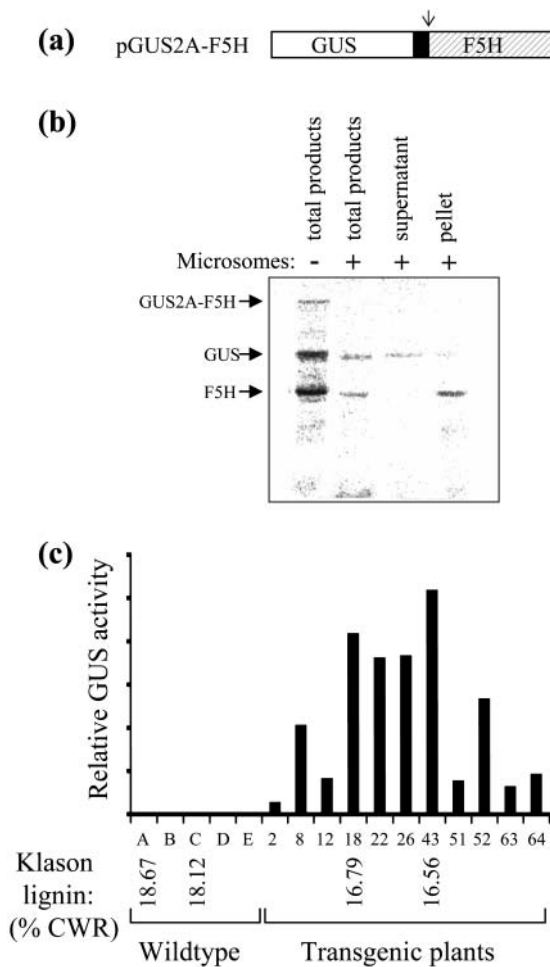 (a) pGUS2A-F5H GUS F5H
(b)
total products
total products
supernatant
pellet
Microsomes: - + + +
GUS2A-F5H
GUS
F5H
(c)
Relative GUS activity
A B C D E 2 8 12 18 22 26 43 51 52 63 64
Klason lignin: (% CWR)
18.67 18.12 16.79 16.56
Wildtype Transgenic plants